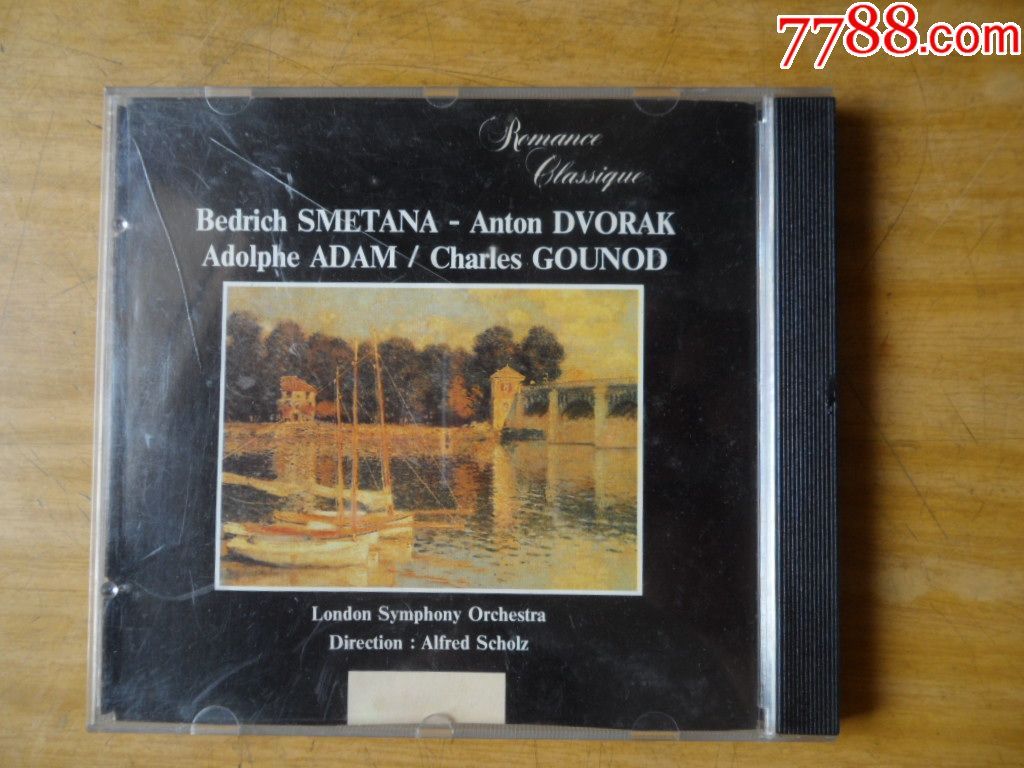 7788.com
Romance
Classique
Bedrich SMETANA - Anton DVORAK
Adolphe ADAM / Charles GOUNOD
London Symphony Orchestra
Direction : Alfred Scholz